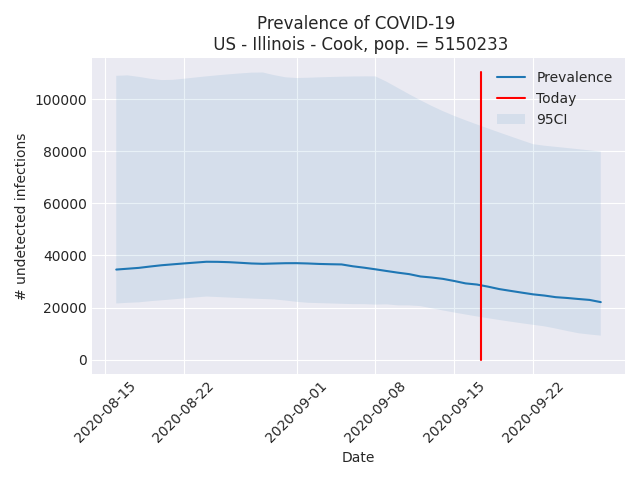 Prevalence of COVID-19
US - Illinois - Cook, pop. = 5150233
Prevalence
Today
95CI
100000
80000
60000
40000
20000
0
# undetected infections
2020-08-15
2020-08-22
2020-09-01
2020-09-08
2020-09-15
2020-09-22
Date